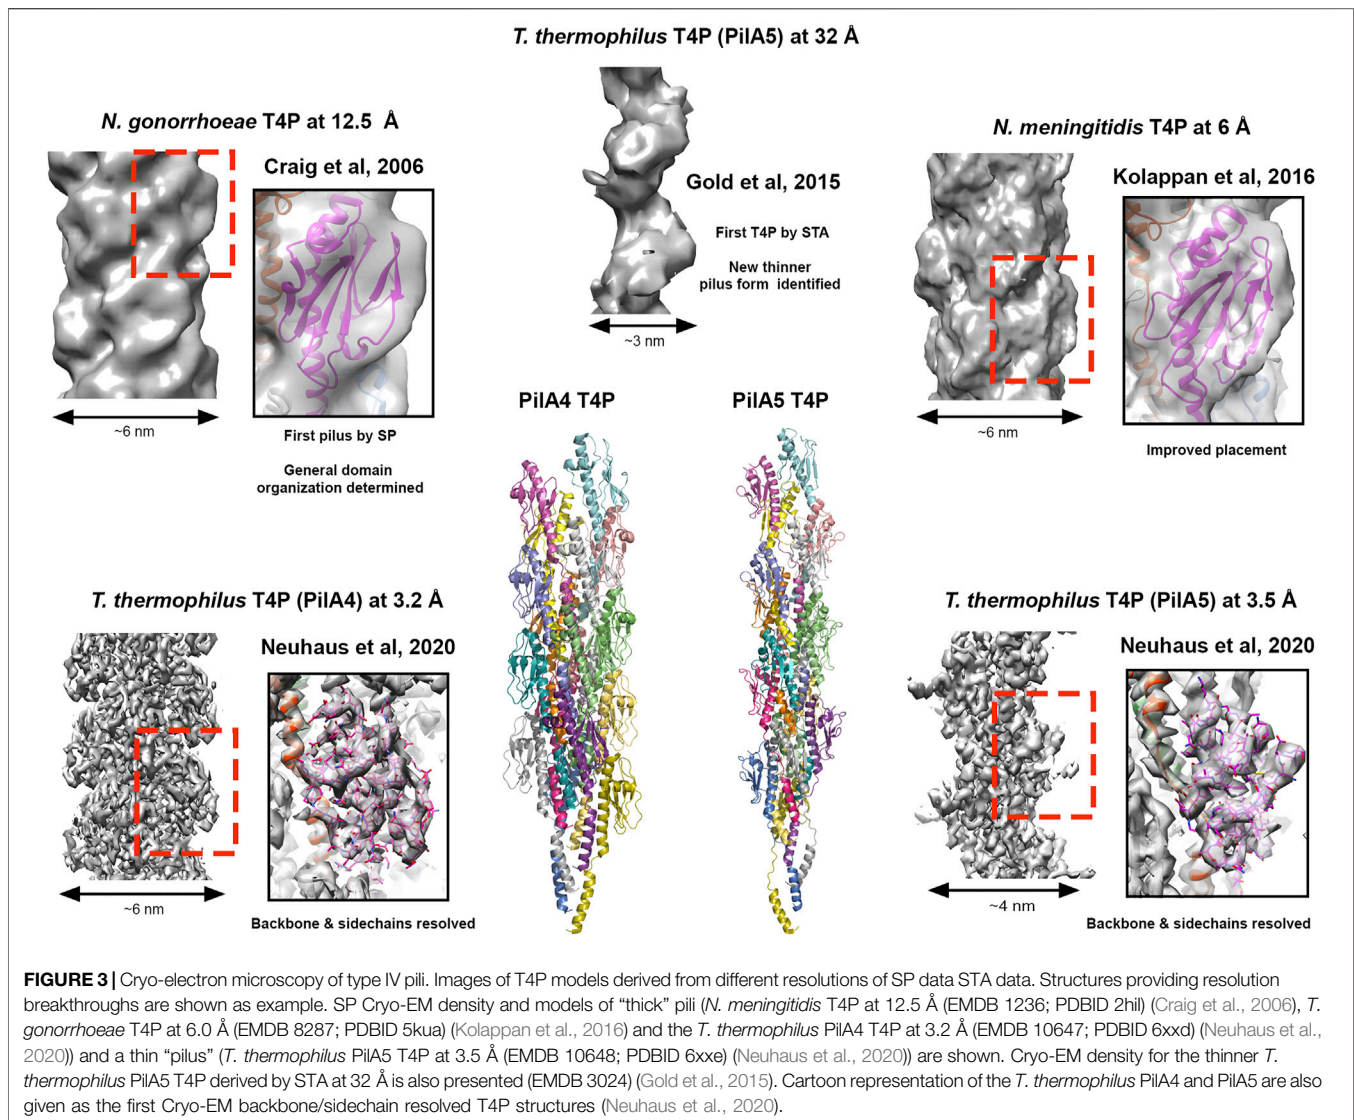 T. thermophilus T4P (PilA5) at 32 Å
N. gonorrhoeae T4P at 12.5 Å
Craig et al, 2006
~6 nm
First pilus by SP
General domain
organization determined
Gold et al, 2015
First T4P by STA
New thinner
pilus form identified
~3 nm
N. meningitidis T4P at 6 Å
Kolappan et al, 2016
~6 nm
Improved placement
PilA4 T4P
PilA5 T4P
T. thermophilus T4P (PilA4) at 3.2 Å
Neuhaus et al, 2020
~6 nm
Backbone & sidechains resolved
T. thermophilus T4P (PilA5) at 3.5 Å
Neuhaus et al, 2020
~4 nm
Backbone & sidechains resolved
FIGURE 3 | Cryo-electron microscopy of type IV pili. Images of T4P models derived from different resolutions of SP data STA data. Structures providing resolution
breakthroughs are shown as example. SP Cryo-EM density and models of “thick” pili (N. meningitidis T4P at 12.5 Å (EMDB 1236; PDBID 2hil) (Craig et al., 2006), T.
gonorrhoeae T4P at 6.0 Å (EMDB 8287; PDBID 5kua) (Kolappan et al., 2016) and the T. thermophilus PilA4 T4P at 3.2 Å (EMDB 10647; PDBID 6xxd) (Neuhaus et al.,
2020)) and a thin “pilus” (T. thermophilus PilA5 T4P at 3.5 Å (EMDB 10648; PDBID 6xxe) (Neuhaus et al., 2020)) are shown. Cryo-EM density for the thinner T.
thermophilus PilA5 T4P derived by STA at 32 Å is also presented (EMDB 3024) (Gold et al., 2015). Cartoon representation of the T. thermophilus PilA4 and PilA5 are also
given as the first Cryo-EM backbone/sidechain resolved T4P structures (Neuhaus et al., 2020).